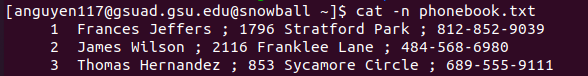 [anguyen117@gsuad.gsu.edu@snowball ~]$ cat -n phonebook.txt
1 Frances Jeffers ; 1796 Stratford Park ; 812-852-9039
2 James Wilson ; 2116 Franklee Lane ; 484-568-6980
3 Thomas Hernandez ; 853 Sycamore Circle ; 689-555-9111